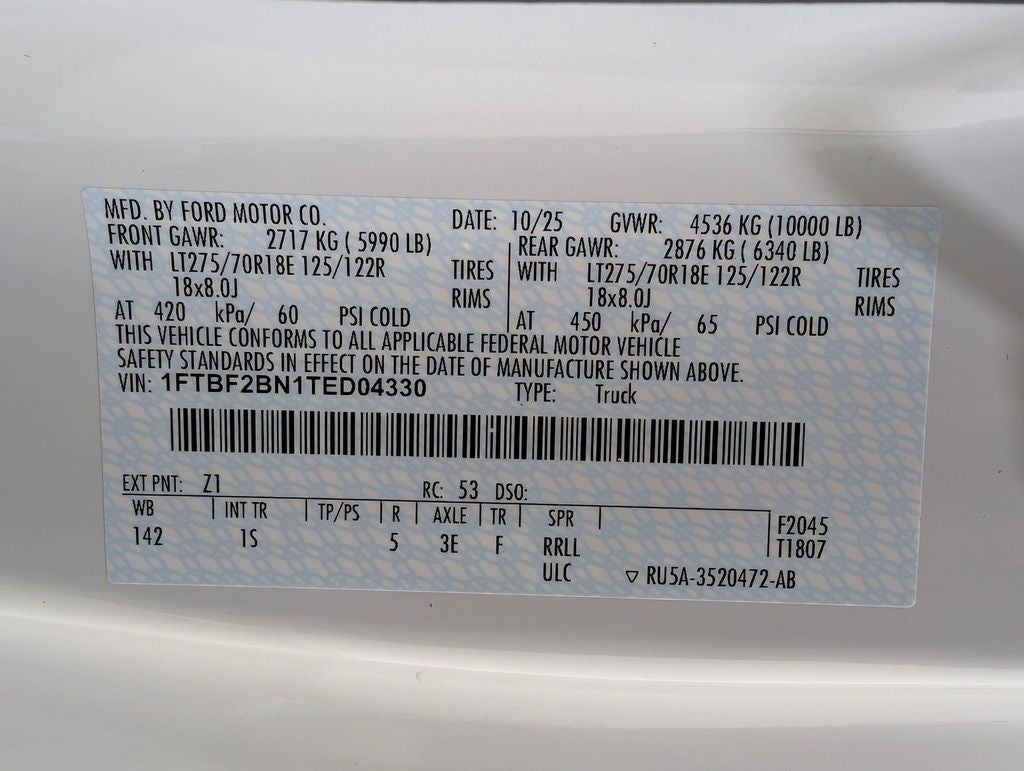 MFD. BY FORD MOTOR CO. DATE: 10/25 GVWR: 4536 KG (10000 LB)
FRONT GAWR: 2717 KG ( 5990 LB) REAR GAWR: 2876 KG ( 6340 LB)
WITH LT275/70R18E 125/122R TIRES WITH LT275/70R18E 125/122R TIRES
18x8.0J RIMS 18x8.0J RIMS
AT 420 kPa/ 60 PSI COLD AT 450 kPa/ 65 PSI COLD
THIS VEHICLE CONFORMS TO ALL APPLICABLE FEDERAL MOTOR VEHICLE
SAFETY STANDARDS IN EFFECT ON THE DATE OF MANUFACTURE SHOWN ABOVE.
VIN: 1FTBF2BN1TED04330 TYPE: Truck
EXT PNT: Z1 RC: 53 DSO:
WB INT TR TP/PS R AXLE TR SPR F2045
142 1S 5 3E F RRLL T1807
ULC ▽ RU5A-3520472-AB